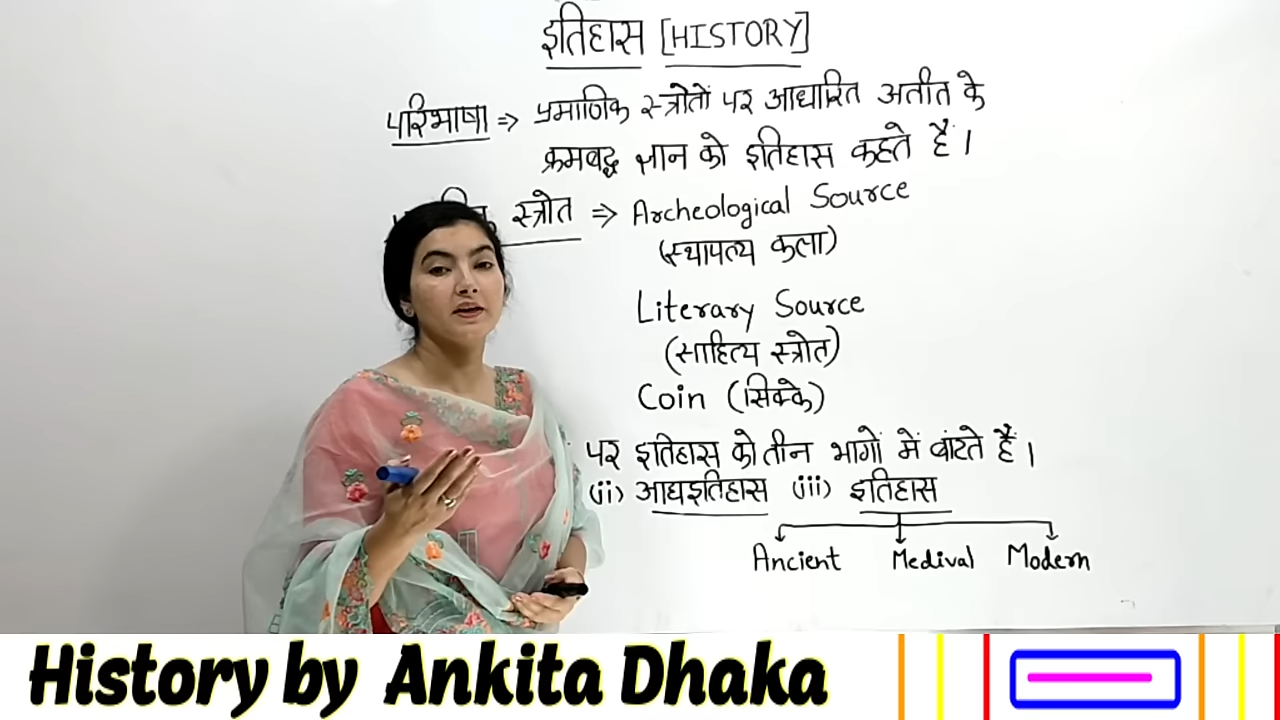 इतिहास [HISTORY]
परिभाषा ⇒ प्रमाणिक स्त्रोतों पर आधारित अतीत के
क्रमबद्ध ज्ञान को इतिहास कहते हैं।
स्त्रोत ⇒ Archeological Source
(स्थापत्य कला)
Literary Source
(साहित्य स्त्रोत)
Coin (सिक्के)
पर इतिहास को तीन भागों में बांटते हैं।
(ii) आद्यइतिहास (iii) इतिहास
Ancient Medival Modern
History by Ankita Dhaka